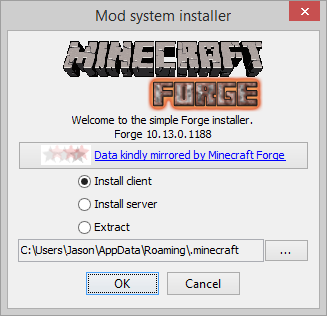 Mod system installer
MINECRAFT
FORGE
Welcome to the simple Forge installer.
Forge 10.13.0.1188
Data kindly mirrored by Minecraft Forge
Install client
Install server
Extract
C:\Users\Jason\AppData\Roaming\.minecraft
...
OK
Cancel